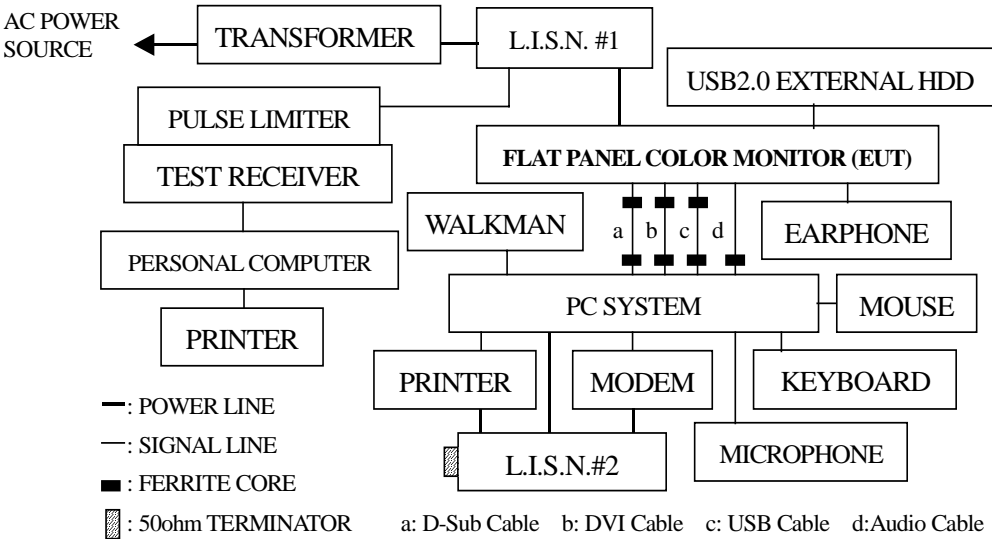 AC POWER
SOURCE
TRANSFORMER
L.I.S.N. #1
USB2.0 EXTERNAL HDD
PULSE LIMITER
TEST RECEIVER
FLAT PANEL COLOR MONITOR (EUT)
WALKMAN
a
b
c
d
EARPHONE
PERSONAL COMPUTER
PC SYSTEM
MOUSE
PRINTER
PRINTER
MODEM
KEYBOARD
MICROPHONE
L.I.S.N.#2
: POWER LINE
: SIGNAL LINE
: FERRITE CORE
: 50ohm TERMINATOR
a: D-Sub Cable b: DVI Cable c: USB Cable d:Audio Cable